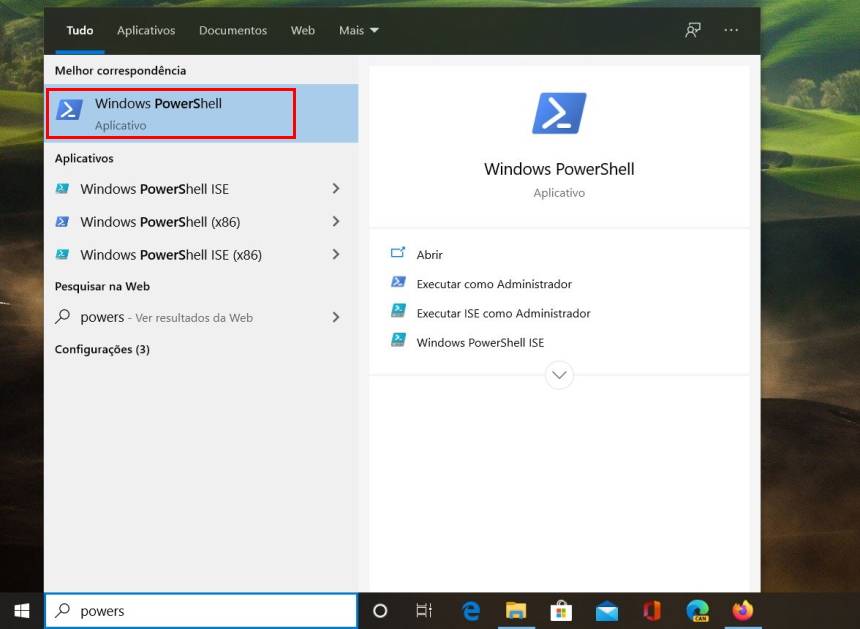 Tudo Aplicativos Documentos Web Mais
Melhor correspondência
Windows PowerShell
Aplicativo
Aplicativos
Windows PowerShell ISE
Windows PowerShell (x86)
Windows PowerShell ISE (x86)
Pesquisar na Web
powers - Ver resultados da Web
Configurações (3)
Windows PowerShell
Aplicativo
Abrir
Executar como Administrador
Executar ISE como Administrador
Windows PowerShell ISE
powers
CAN